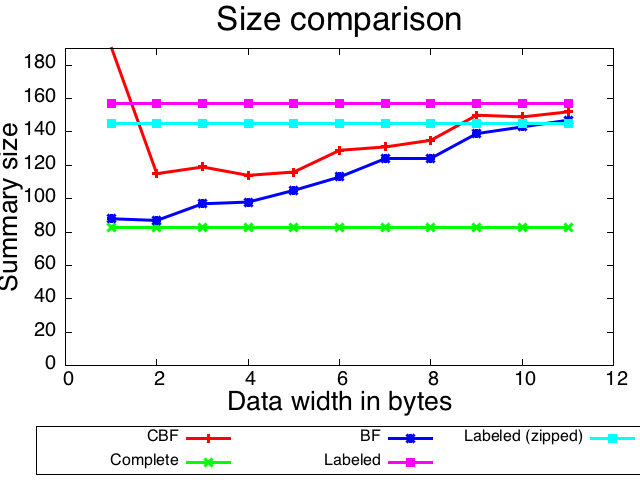 Size comparison
180
160
140
120
100
80
60
40
20
0
Summary size
0 2 4 6 8 10 12
Data width in bytes
CBF BF Labeled (zipped)
Complete Labeled